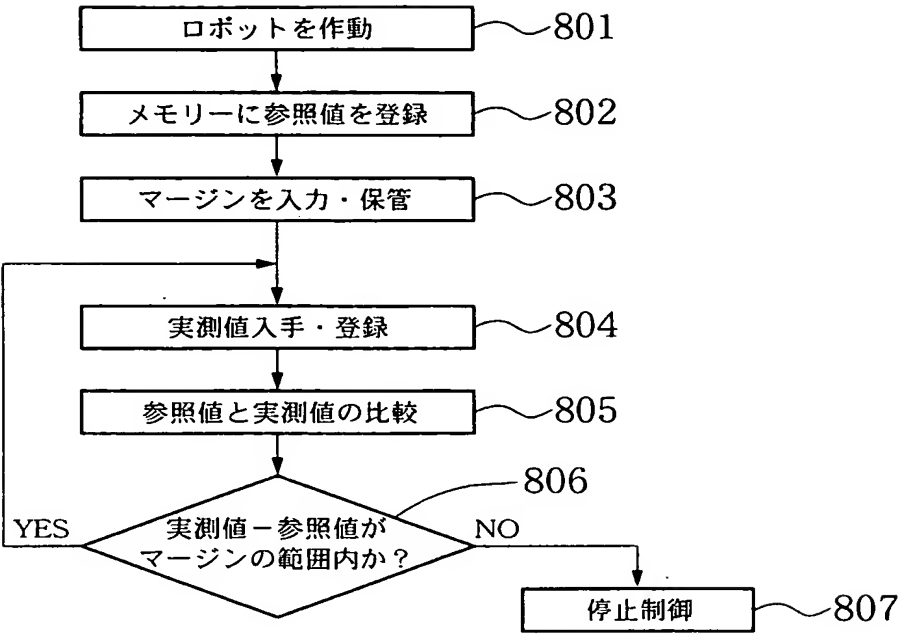 ロボットを作動
801
メモリーに参照値を登録
802
マージンを入力・保管
803
実測値入手・登録
804
参照値と実測値の比較
805
806
YES
実測値－参照値が
マージンの範囲内か？
NO
停止制御
807